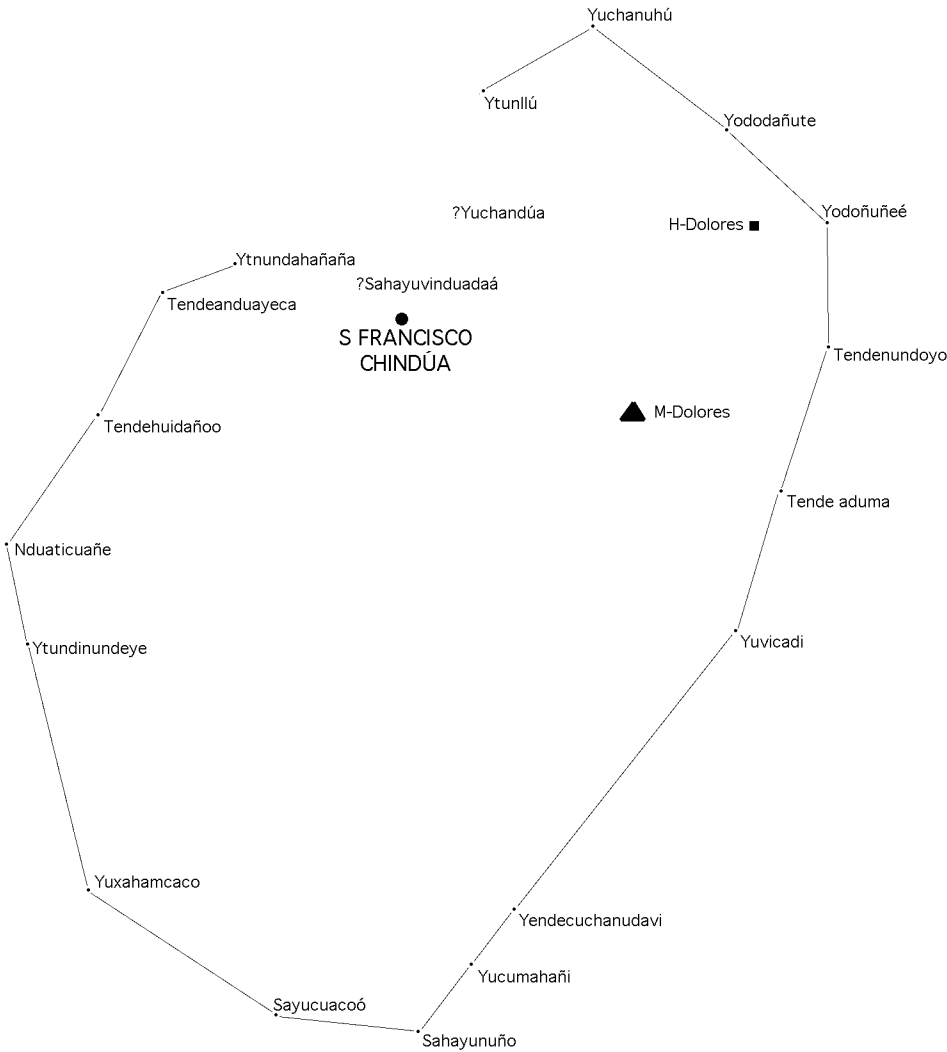 Yuchanuhú
Ytunllú
Yododañute
Yodoñuñeé
?Yuchandúa
H-Dolores
Ytnundahañaña
?Sahayuvinduadaá
Tendeanduayeca
S FRANCISCO
CHINDÚA
Tendenundoyo
M-Dolores
Tendehuidañoo
Tende aduma
Nduaticuañe
Yuvicadi
Ytundinundeye
Yuxahamcaco
Yendecuchanudavi
Yucumahañi
Sayucuacoó
Sahayunuño